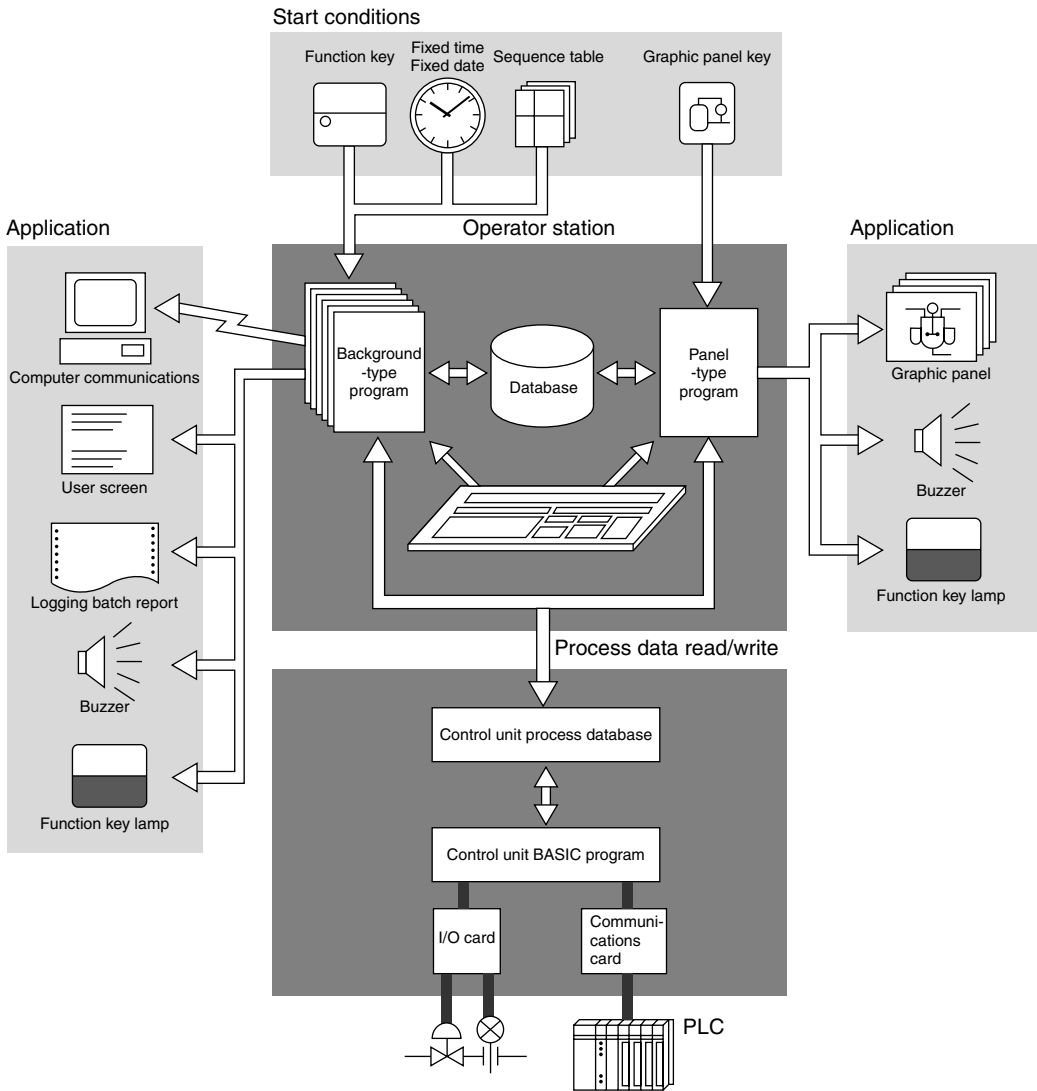 Start conditions
Function key
Fixed time
Fixed date
Sequence table
Graphic panel key
Application
Operator station
Application
Computer communications
User screen
Logging batch report
Buzzer
Function key lamp
Background
-type
program
Database
Panel
-type
program
Graphic panel
Buzzer
Function key lamp
Process data read/write
Control unit process database
Control unit BASIC program
I/O card
Communi-
cations
card
PLC